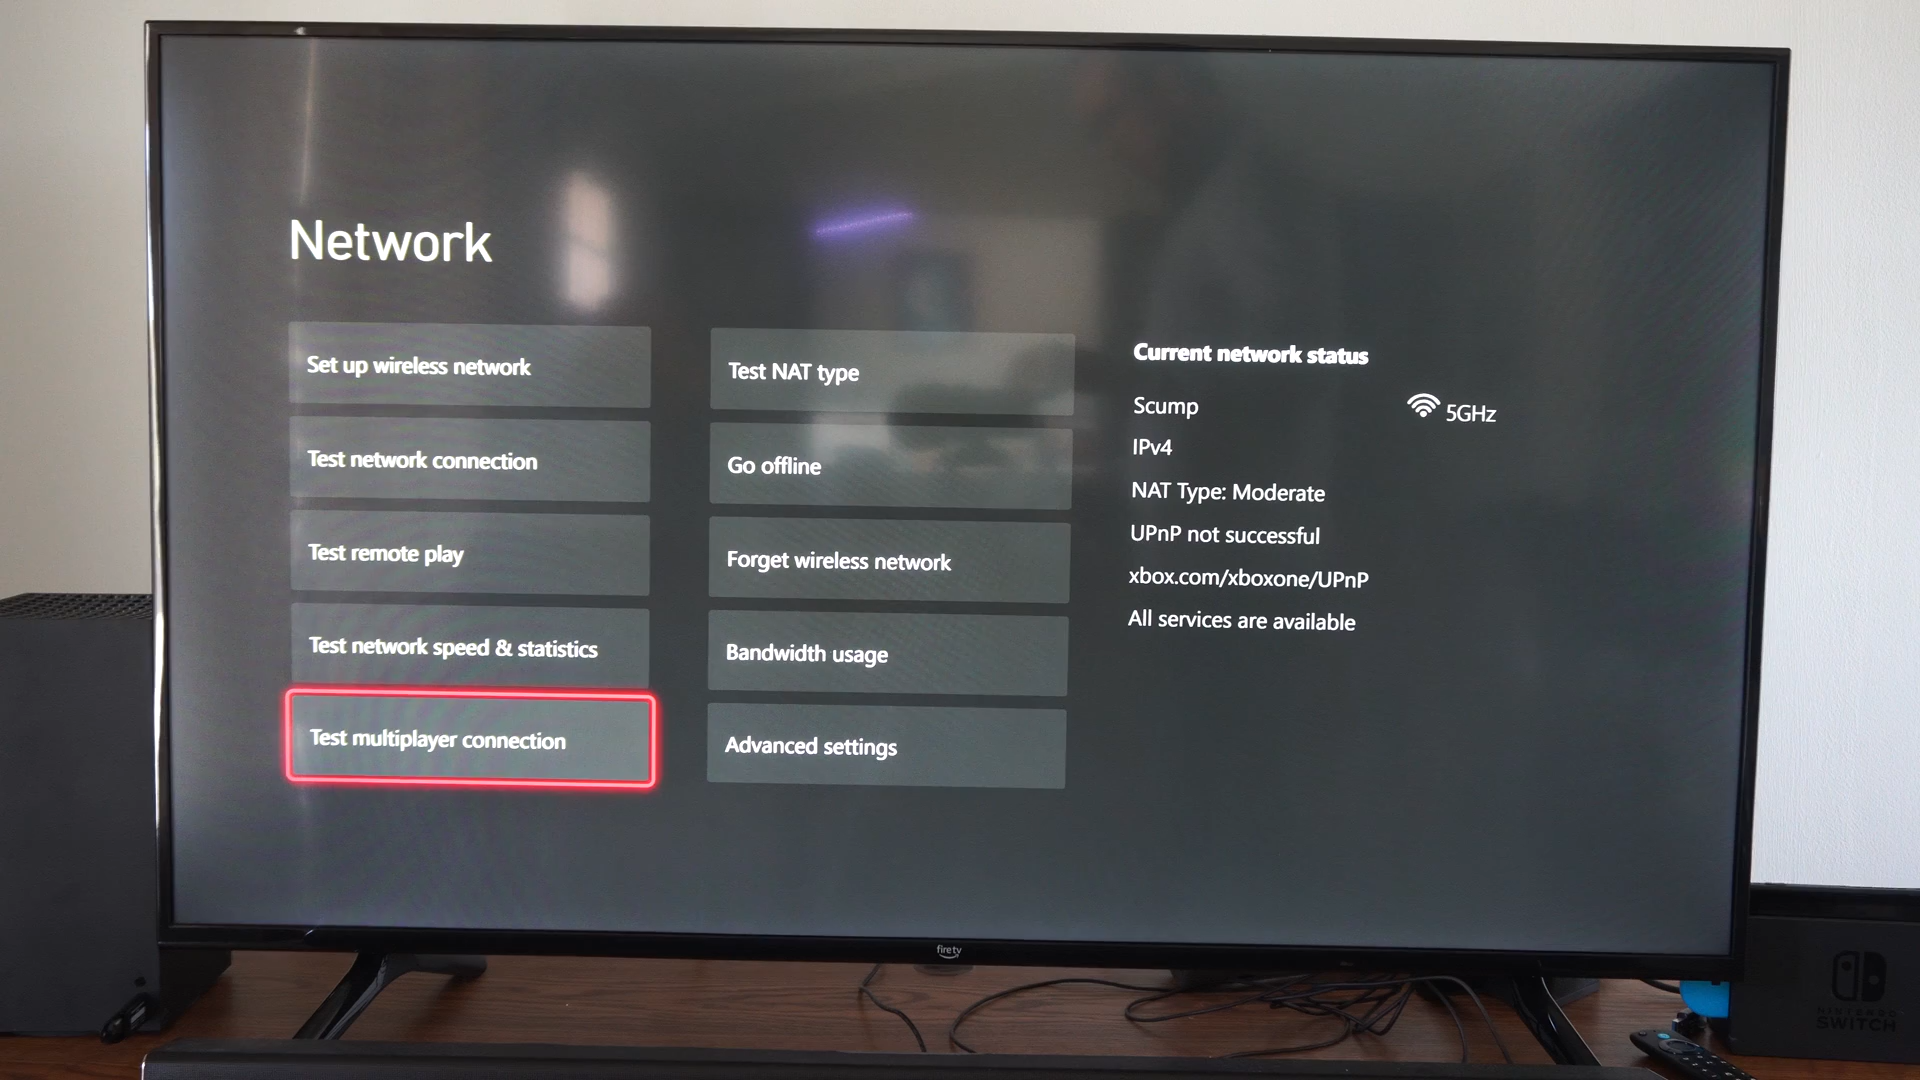 Network
Set up wireless network
Test network connection
Test remote play
Test network speed & statistics
Test multiplayer connection
Test NAT type
Go offline
Forget wireless network
Bandwidth usage
Advanced settings
Current network status
Scump
5GHz
IPv4
NAT Type: Moderate
UPnP not successful
xbox.com/xboxone/UPnP
All services are available
firetv
NINTENDO
SWITCH